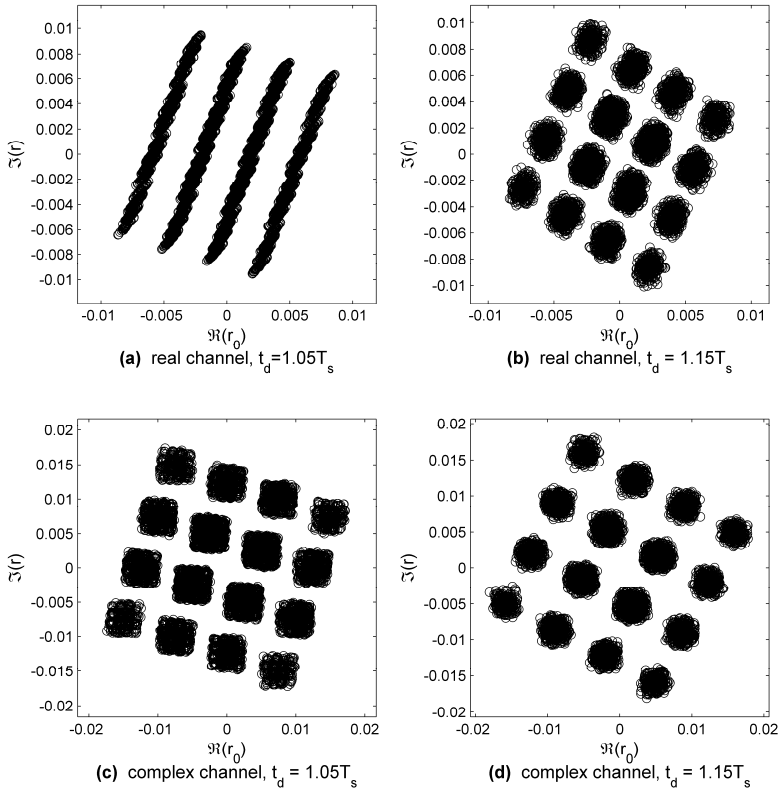 0.01
0.008
0.006
0.004
0.002
0
-0.002
-0.004
-0.006
-0.008
-0.01
ℑ(r)
-0.01 -0.005 0 0.005 0.01
ℜ(r0)
(a) real channel, td=1.05Ts
0.01
0.008
0.006
0.004
0.002
0
-0.002
-0.004
-0.006
-0.008
-0.01
ℑ(r)
-0.01 -0.005 0 0.005 0.01
ℜ(r0)
(b) real channel, td = 1.15Ts
0.02
0.015
0.01
0.005
0
-0.005
-0.01
-0.015
-0.02
ℑ(r)
-0.02 -0.01 0 0.01 0.02
ℜ(r0)
(c) complex channel, td = 1.05Ts
0.02
0.015
0.01
0.005
0
-0.005
-0.01
-0.015
-0.02
ℑ(r)
-0.02 -0.01 0 0.01 0.02
ℜ(r0)
(d) complex channel, td = 1.15Ts